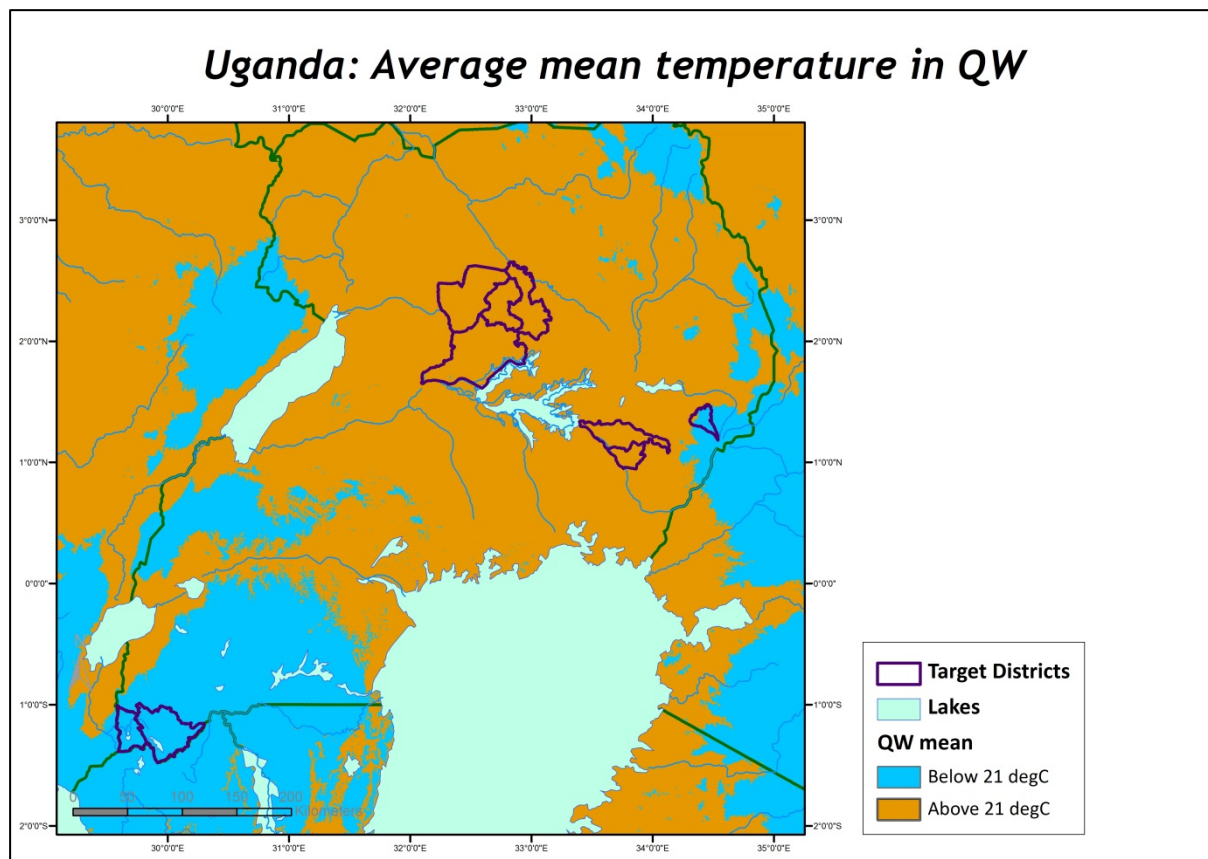 Uganda: Average mean temperature in QW
30°0'0"E 31°0'0"E 32°0'0"E 33°0'0"E 34°0'0"E 35°0'0"E
3°0'0"N 3°0'0"N
2°0'0"N 2°0'0"N
1°0'0"N 1°0'0"N
0°0'0" 0°0'0"
1°0'0"S 1°0'0"S
2°0'0"S 2°0'0"S
0 50 100 150 200
Kilometers
30°0'0"E 31°0'0"E 32°0'0"E 33°0'0"E 34°0'0"E 35°0'0"E
Target Districts
Lakes
QW mean
Below 21 degC
Above 21 degC